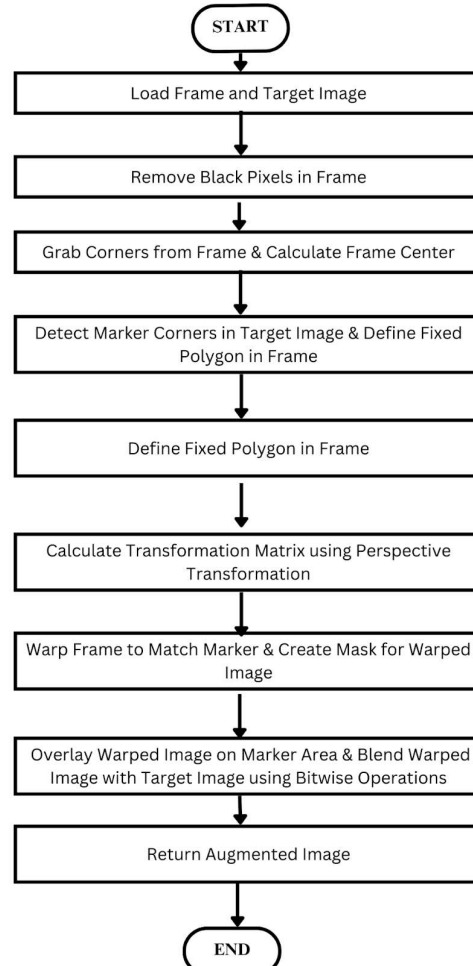 START
Load Frame and Target Image
Remove Black Pixels in Frame
Grab Corners from Frame & Calculate Frame Center
Detect Marker Corners in Target Image & Define Fixed
Polygon in Frame
Define Fixed Polygon in Frame
Calculate Transformation Matrix using Perspective
Transformation
Warp Frame to Match Marker & Create Mask for Warped
Image
Overlay Warped Image on Marker Area & Blend Warped
Image with Target Image using Bitwise Operations
Return Augmented Image
END